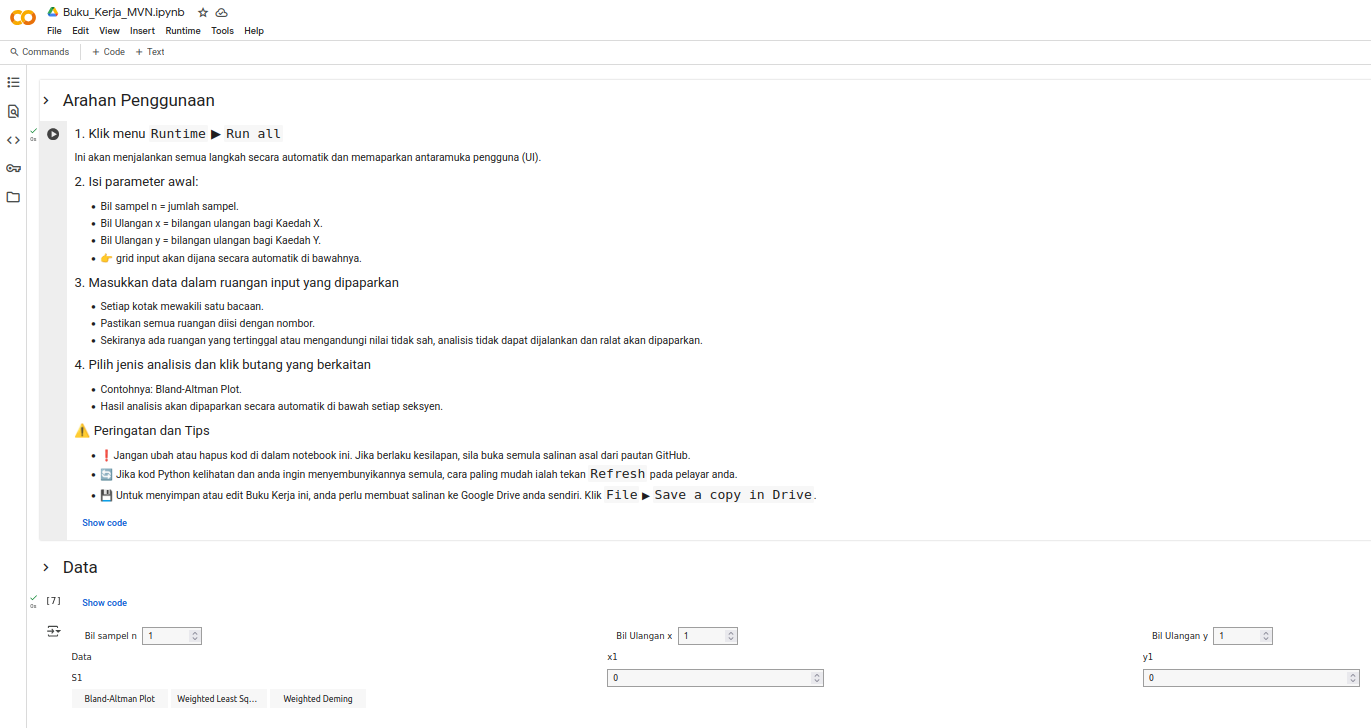 Buku_Kerja_MVN.ipynb
File Edit View Insert Runtime Tools Help
Commands + Code + Text
Arahan Penggunaan
0s
1. Klik menu Runtime ▶ Run all
Ini akan menjalankan semua langkah secara automatik dan memaparkan antaramuka pengguna (UI).
2. Isi parameter awal:
• Bil sampel n = jumlah sampel.
• Bil Ulangan x = bilangan ulangan bagi Kaedah X.
• Bil Ulangan y = bilangan ulangan bagi Kaedah Y.
• 👉 grid input akan dijana secara automatik di bawahnya.
3. Masukkan data dalam ruangan input yang dipaparkan
• Setiap kotak mewakili satu bacaan.
• Pastikan semua ruangan diisi dengan nombor.
• Sekiranya ada ruangan yang tertinggal atau mengandungi nilai tidak sah, analisis tidak dapat dijalankan dan ralat akan dipaparkan.
4. Pilih jenis analisis dan klik butang yang berkaitan
• Contohnya: Bland-Altman Plot.
• Hasil analisis akan dipaparkan secara automatik di bawah setiap seksyen.
⚠️ Peringatan dan Tips
• ❗ Jangan ubah atau hapus kod di dalam notebook ini. Jika berlaku kesilapan, sila buka semula salinan asal dari pautan GitHub.
• 🔄 Jika kod Python kelihatan dan anda ingin menyembunyikannya semula, cara paling mudah ialah tekan Refresh pada pelayar anda.
• 💾 Untuk menyimpan atau edit Buku Kerja ini, anda perlu membuat salinan ke Google Drive anda sendiri. Klik File ▶ Save a copy in Drive.
Show code
Data
0s [7] Show code
Bil sampel n 1 Bil Ulangan x 1 Bil Ulangan y 1
Data x1 y1
S1 0 0
Bland-Altman Plot Weighted Least Sq... Weighted Deming